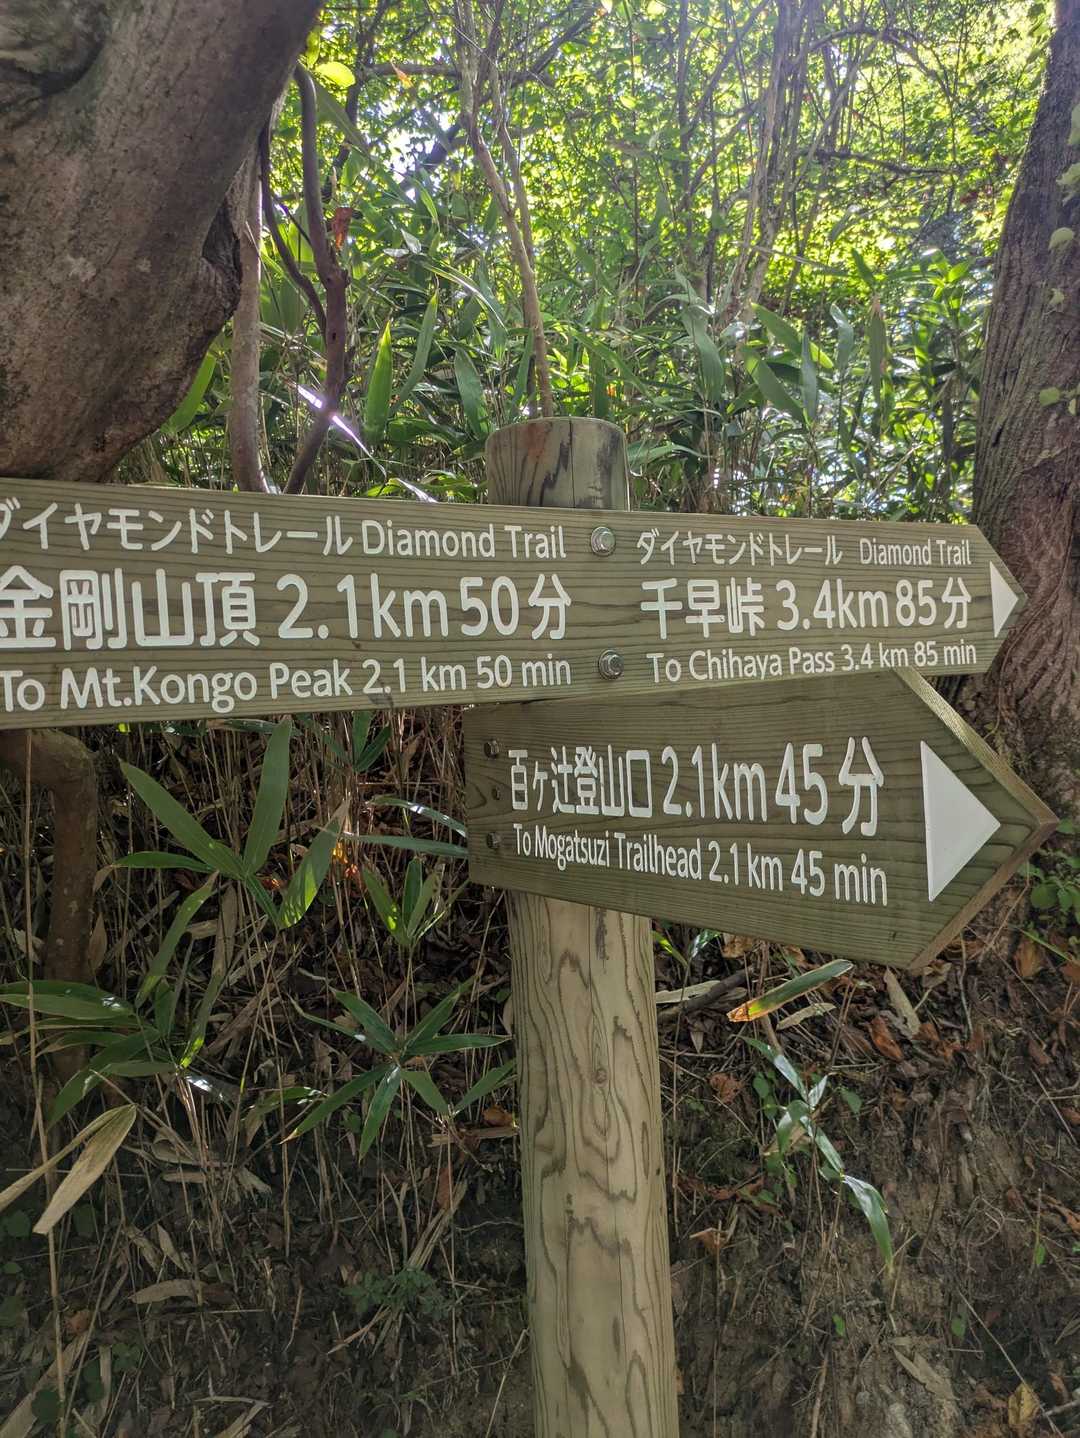 ダイヤモンドトレール Diamond Trail
金剛山頂 2.1km 50分
To Mt.Kongo Peak 2.1 km 50 min
ダイヤモンドトレール Diamond Trail
千早峠 3.4km 85分
To Chihaya Pass 3.4 km 85 min
百ヶ辻登山口 2.1km 45分
To Mogatsuzi Trailhead 2.1 km 45 min